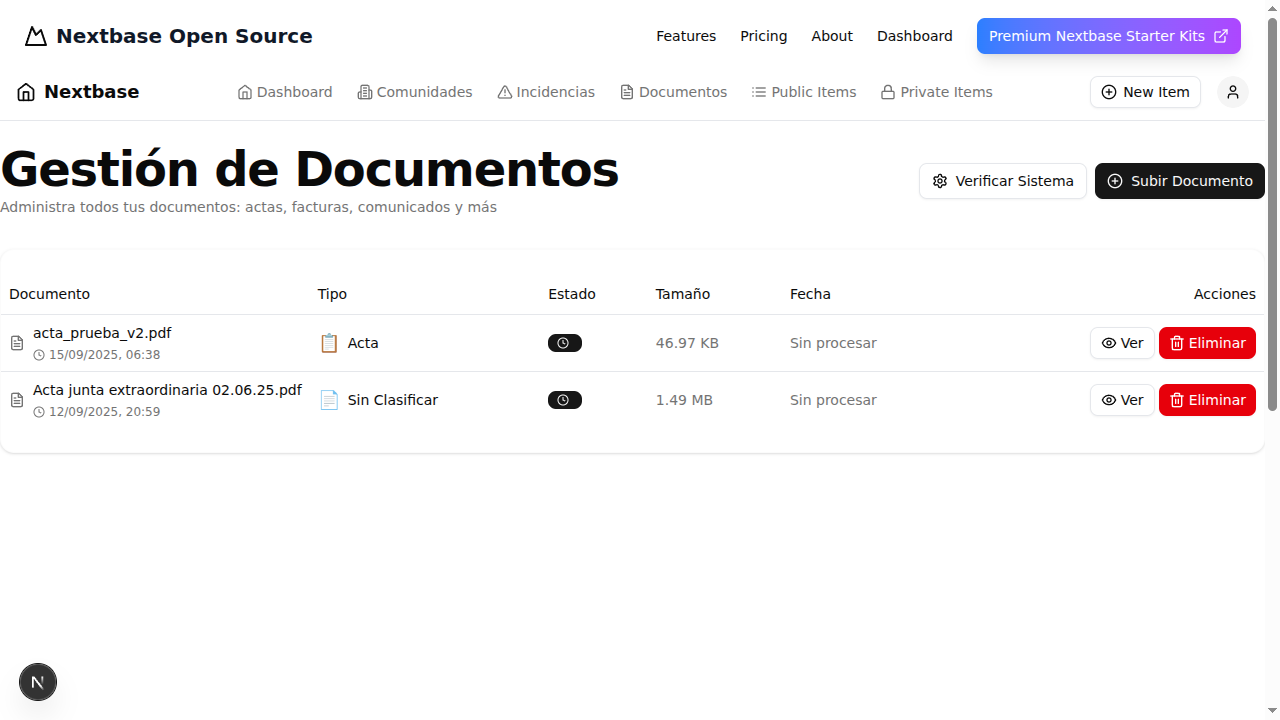 Nextbase Open Source
Features Pricing About Dashboard Premium Nextbase Starter Kits
Nextbase
Dashboard Comunidades Incidencias Documentos Public Items Private Items New Item
Gestión de Documentos
Administra todos tus documentos: actas, facturas, comunicados y más
Verificar Sistema Subir Documento
Documento Tipo Estado Tamaño Fecha Acciones
acta_prueba_v2.pdf
15/09/2025, 06:38
Acta 46.97 KB Sin procesar Ver Eliminar
Acta junta extraordinaria 02.06.25.pdf
12/09/2025, 20:59
Sin Clasificar 1.49 MB Sin procesar Ver Eliminar
N